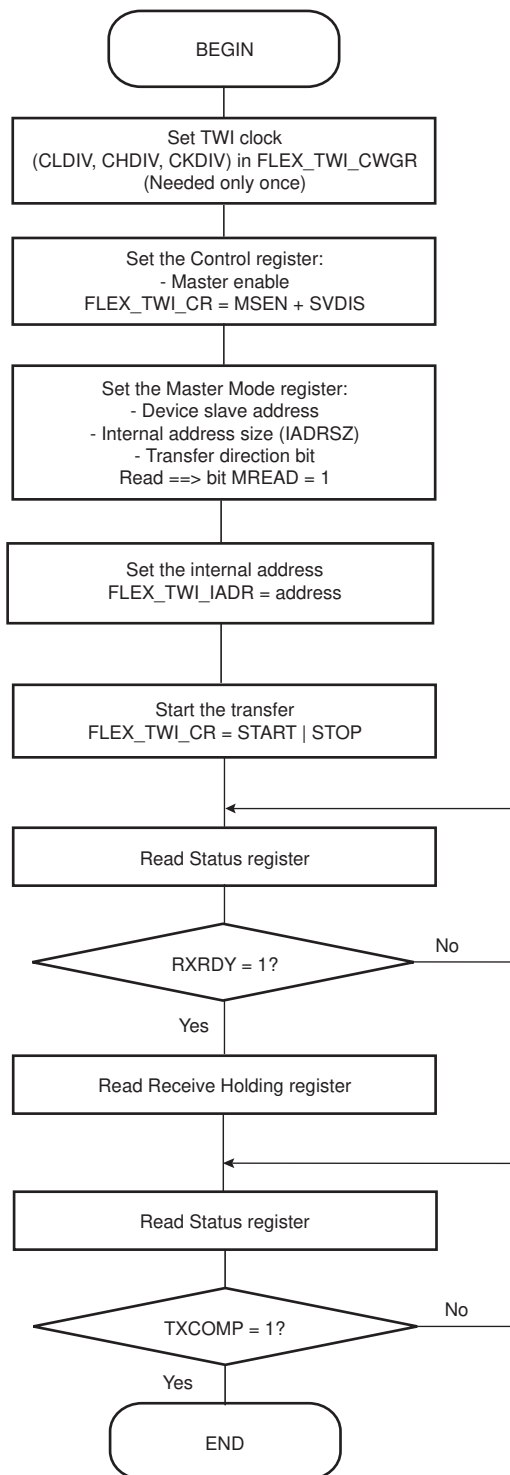 BEGIN
Set TWI clock
(CLDIV, CHDIV, CKDIV) in FLEX_TWI_CWGR
(Needed only once)
Set the Control register:
- Master enable
FLEX_TWI_CR = MSEN + SVDIS
Set the Master Mode register:
- Device slave address
- Internal address size (IADRSZ)
- Transfer direction bit
Read ==> bit MREAD = 1
Set the internal address
FLEX_TWI_IADR = address
Start the transfer
FLEX_TWI_CR = START | STOP
Read Status register
RXRDY = 1?
No
Yes
Read Receive Holding register
Read Status register
TXCOMP = 1?
No
Yes
END